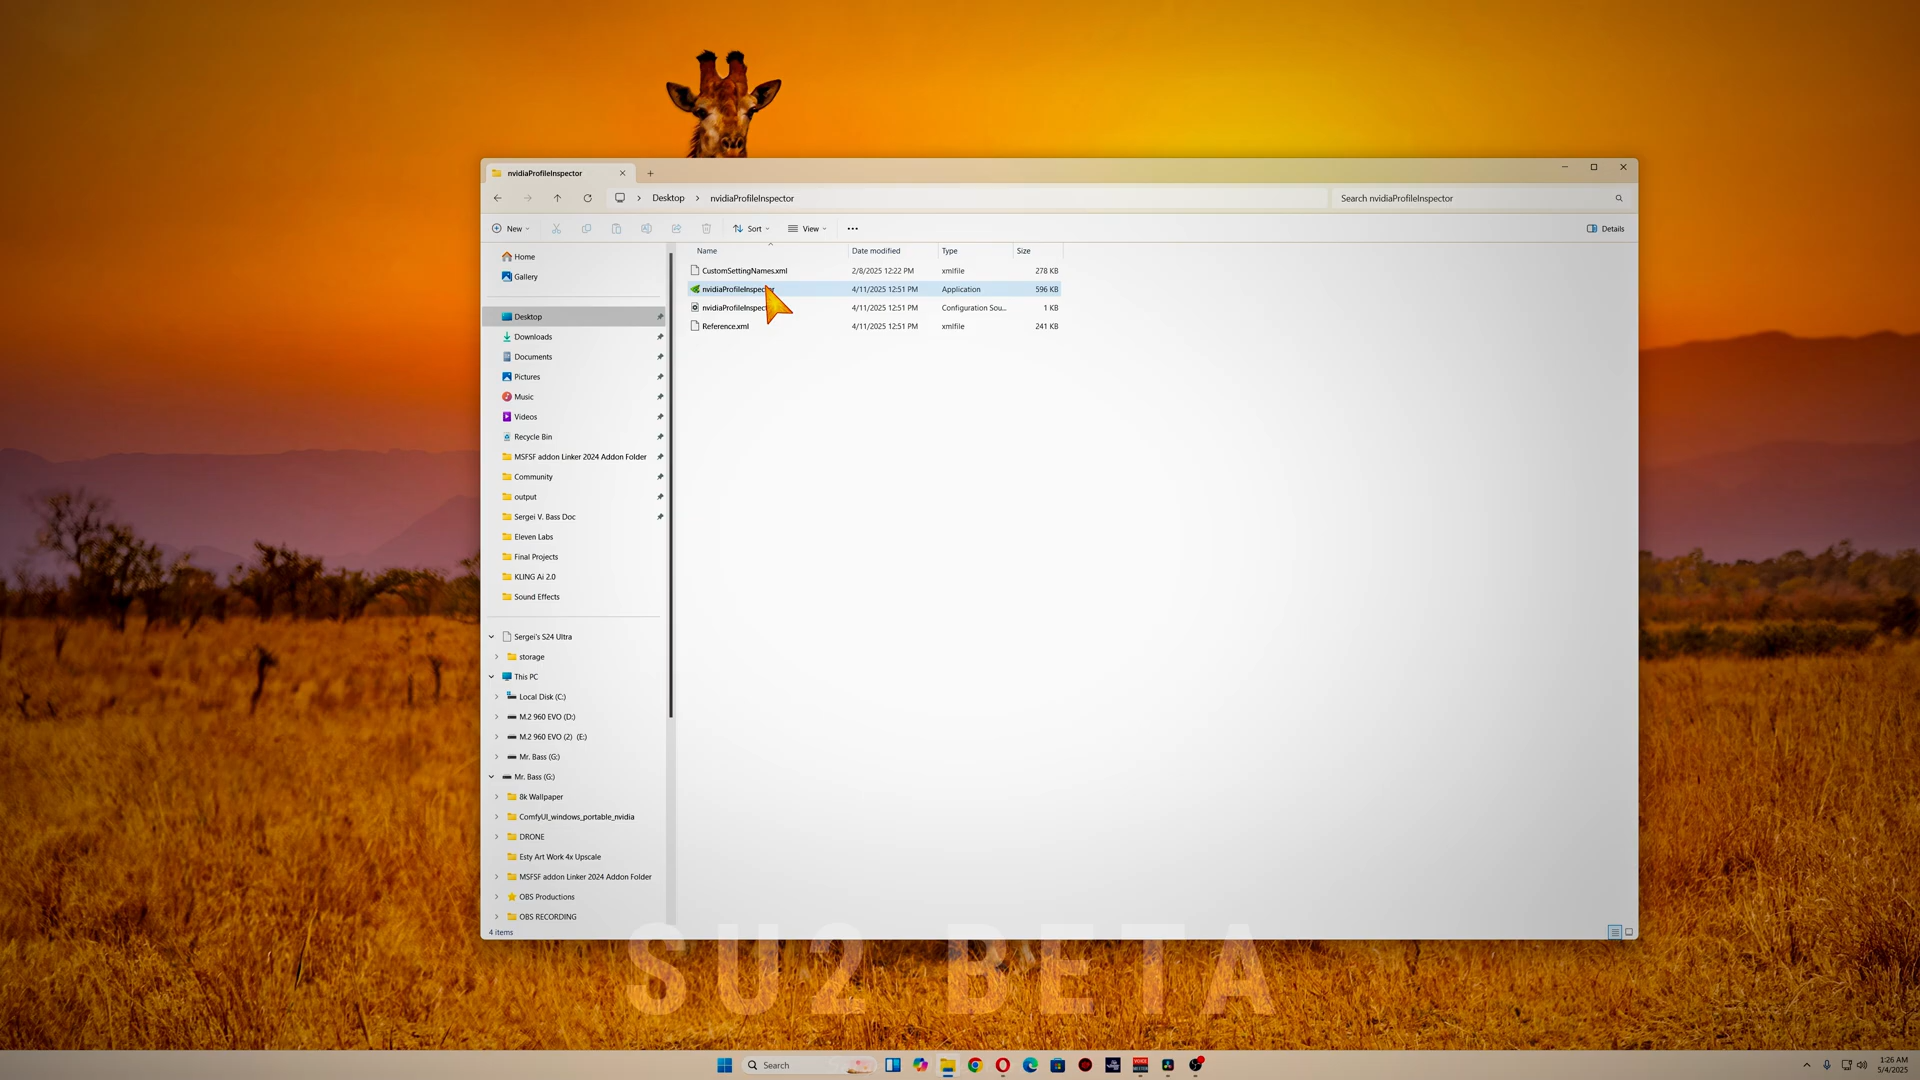 nvidiaProfileInspector
Desktop
nvidiaProfileInspector
Search nvidiaProfileInspector
New
Sort
View
Details
Name
Date modified
Type
Size
CustomSettingNames.xml
2/8/2025 12:22 PM
xmlfile
278 KB
nvidiaProfileInspector
4/11/2025 12:51 PM
Application
596 KB
4/11/2025 12:51 PM
Configuration Sou...
1 KB
Reference.xml
4/11/2025 12:51 PM
xmlfile
241 KB
Home
Gallery
Desktop
Downloads
Documents
Pictures
Music
Videos
Recycle Bin
MSFSF addon Linker 2024 Addon Folder
Community
output
Sergei V. Bass Doc
Eleven Labs
Final Projects
KLING Ai 2.0
Sound Effects
Sergei's S24 Ultra
storage
This PC
Local Disk (C:)
M.2 960 EVO (D:)
M.2 960 EVO (2) (E:)
Mr. Bass (G:)
Mr. Bass (G:)
8k Wallpaper
ComfyUI_windows_portable_nvidia
DRONE
Esty Art Work 4x Upscale
MSFSF addon Linker 2024 Addon Folder
OBS Productions
OBS RECORDING
4 items
SU2 BETA
Search
1:26 AM
5/4/2025